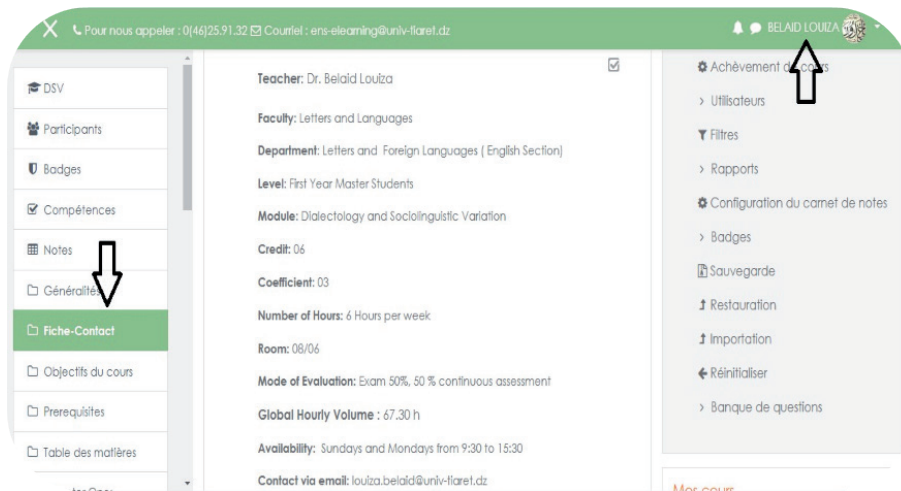 X Pour nous appeler : 0(46)25.91.32 Courriel : ens-elearning@univ-tiaret.dz
BELAID LOUIZA
DSV
Participants
Badges
Compétences
Notes
Généralités
Fiche-Contact
Objectifs du cours
Prerequisites
Table des matières
Teacher: Dr. Belaid Louiza
Faculty: Letters and Languages
Department: Letters and Foreign Languages ( English Section)
Level: First Year Master Students
Module: Dialectology and Sociolinguistic Variation
Credit: 06
Coefficient: 03
Number of Hours: 6 Hours per week
Room: 08/06
Mode of Evaluation: Exam 50%, 50 % continuous assessment
Global Hourly Volume : 67.30 h
Availability: Sundays and Mondays from 9:30 to 15:30
Contact via email: louiza.belaid@univ-tiaret.dz
Achèvement de cours
> Utilisateurs
Filtres
> Rapports
Configuration du carnet de notes
> Badges
Sauvegarde
Restauration
Importation
Réinitialiser
> Banque de questions
Mes cours